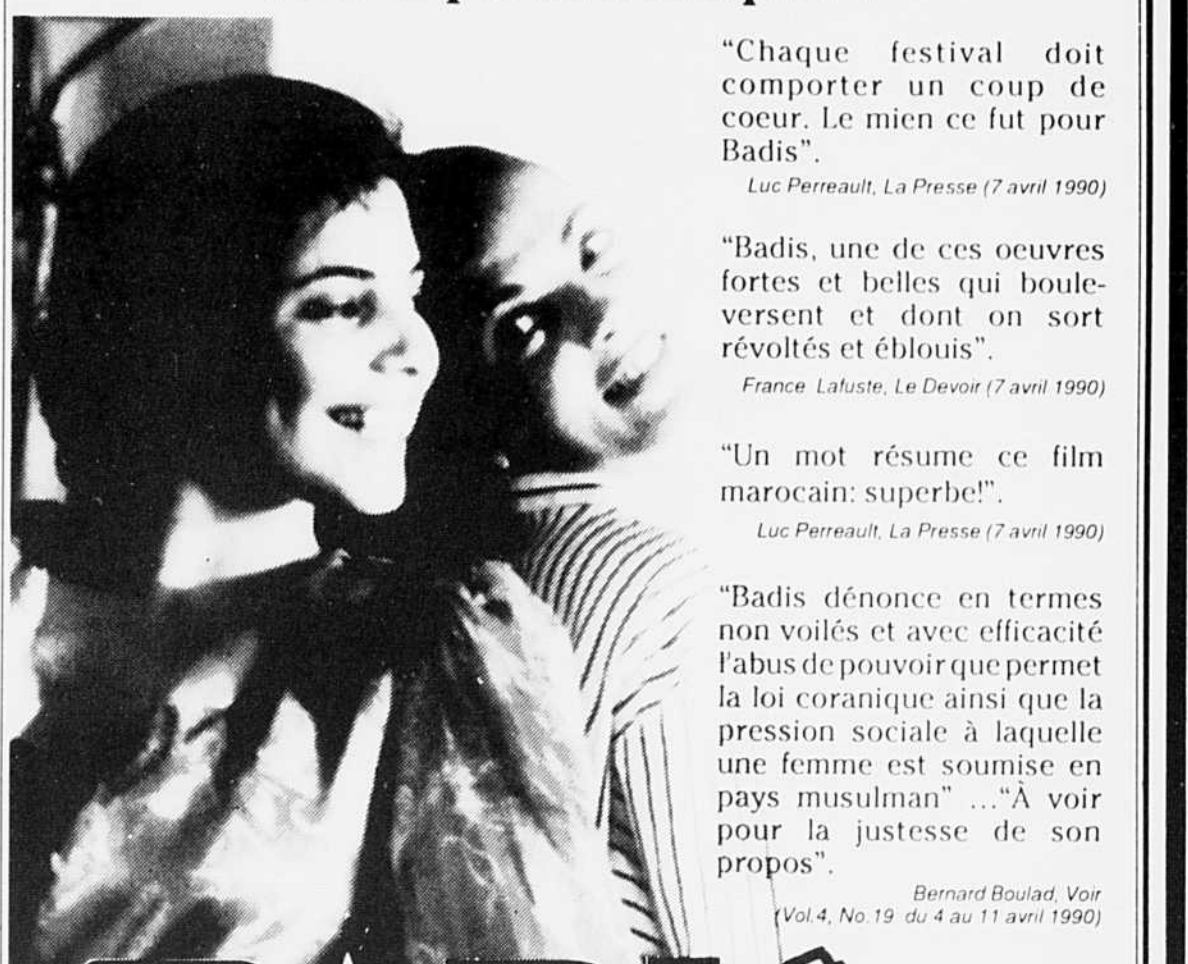 “Chaque festival doit
comporter un coup de
coeur. Le mien ce fut pour
Badis”.
Luc Perreault, La Presse (7 avril 1990)
“Badis, une de ces oeuvres
fortes et belles qui boule-
versent et dont on sort
révoltés et éblouis”.
France Lafuste, Le Devoir (7 avril 1990)
“Un mot résume ce film
marocain: superbe!”.
Luc Perreault, La Presse (7 avril 1990)
“Badis dénonce en termes
non voilés et avec efficacité
l'abus de pouvoir que permet
la loi coranique ainsi que la
pression sociale à laquelle
une femme est soumise en
pays musulman” ...“À voir
pour la justesse de son
propos”.
Bernard Boulad, Voir
(Vol.4, No.19 du 4 au 11 avril 1990)